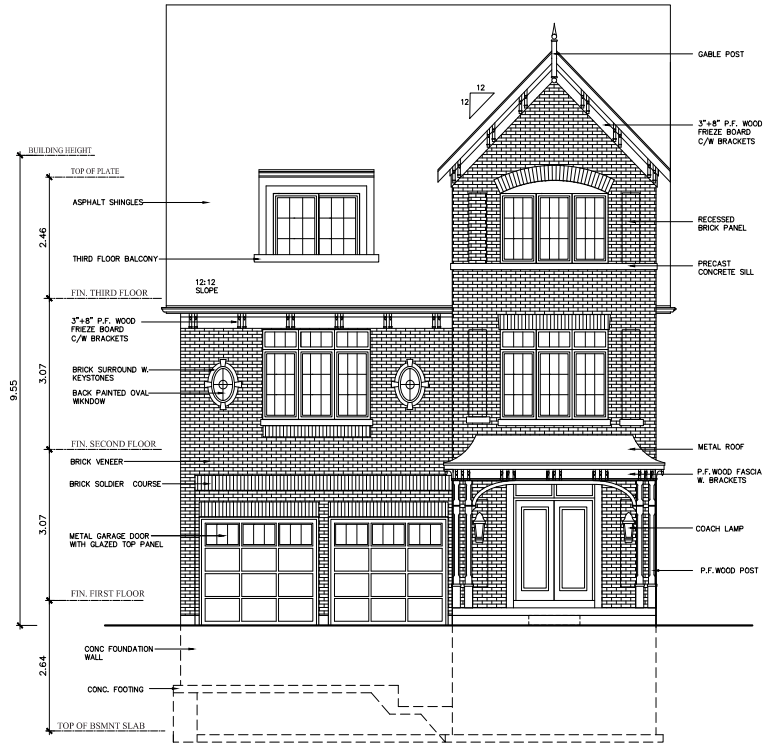 GABLE POST
12
12
3"+8" P.F. WOOD
FRIEZE BOARD
C/W BRACKETS
BUILDING HEIGHT
TOP OF PLATE
ASPHALT SHINGLES
RECESSED
BRICK PANEL
2.46
THIRD FLOOR BALCONY
PRECAST
CONCRETE SILL
12:12
SLOPE
FIN. THIRD FLOOR
3"+8" P.F. WOOD
FRIEZE BOARD
C/W BRACKETS
BRICK SURROUND W.
KEYSTONES
3.07
9.55
BACK PAINTED OVAL
WIKNDOW
FIN. SECOND FLOOR
METAL ROOF
BRICK VENEER
P.F.WOOD FASCIA
W. BRACKETS
BRICK SOLDIER COURSE
3.07
COACH LAMP
METAL GARAGE DOOR
WITH GLAZED TOP PANEL
P.F.WOOD POST
FIN. FIRST FLOOR
CONC FOUNDATION
WALL
2.64
CONC. FOOTING
TOP OF BSMNT SLAB